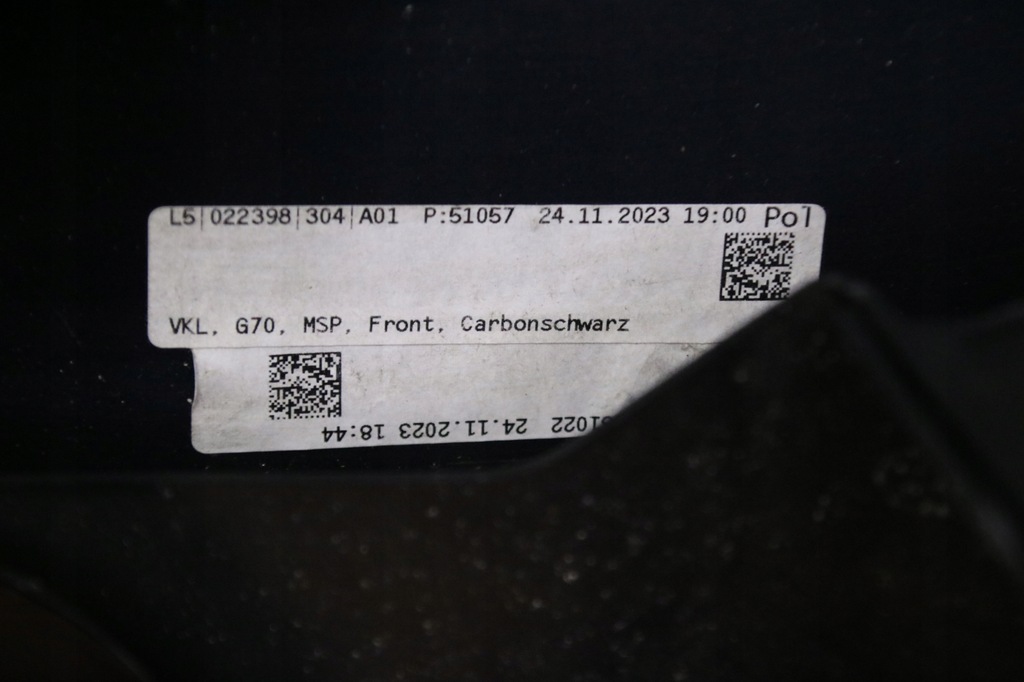 L5|022398|304|A01 P:51057 24.11.2023 19:00 Pol
VKL, G70, MSP, Front, Carbonschwarz
24.11.2023 18:44